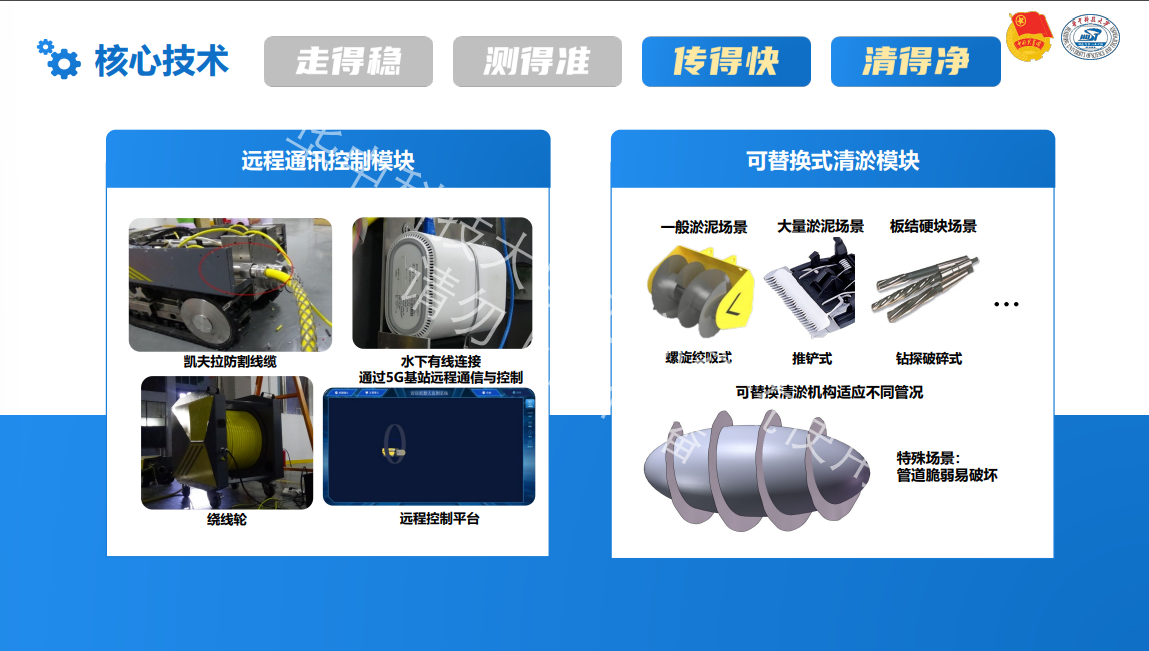 核心技术
走得稳
测得准
传得快
清得净
远程通讯控制模块
凯夫拉防割线缆
水下有线连接
通过5G基站远程通信与控制
绕线轮
远程控制平台
可替换式清淤模块
一般淤泥场景
大量淤泥场景
板结硬块场景
...
螺旋绞吸式
推铲式
钻探破碎式
可替换清淤机构适应不同管况
特殊场景：
管道脆弱易破坏